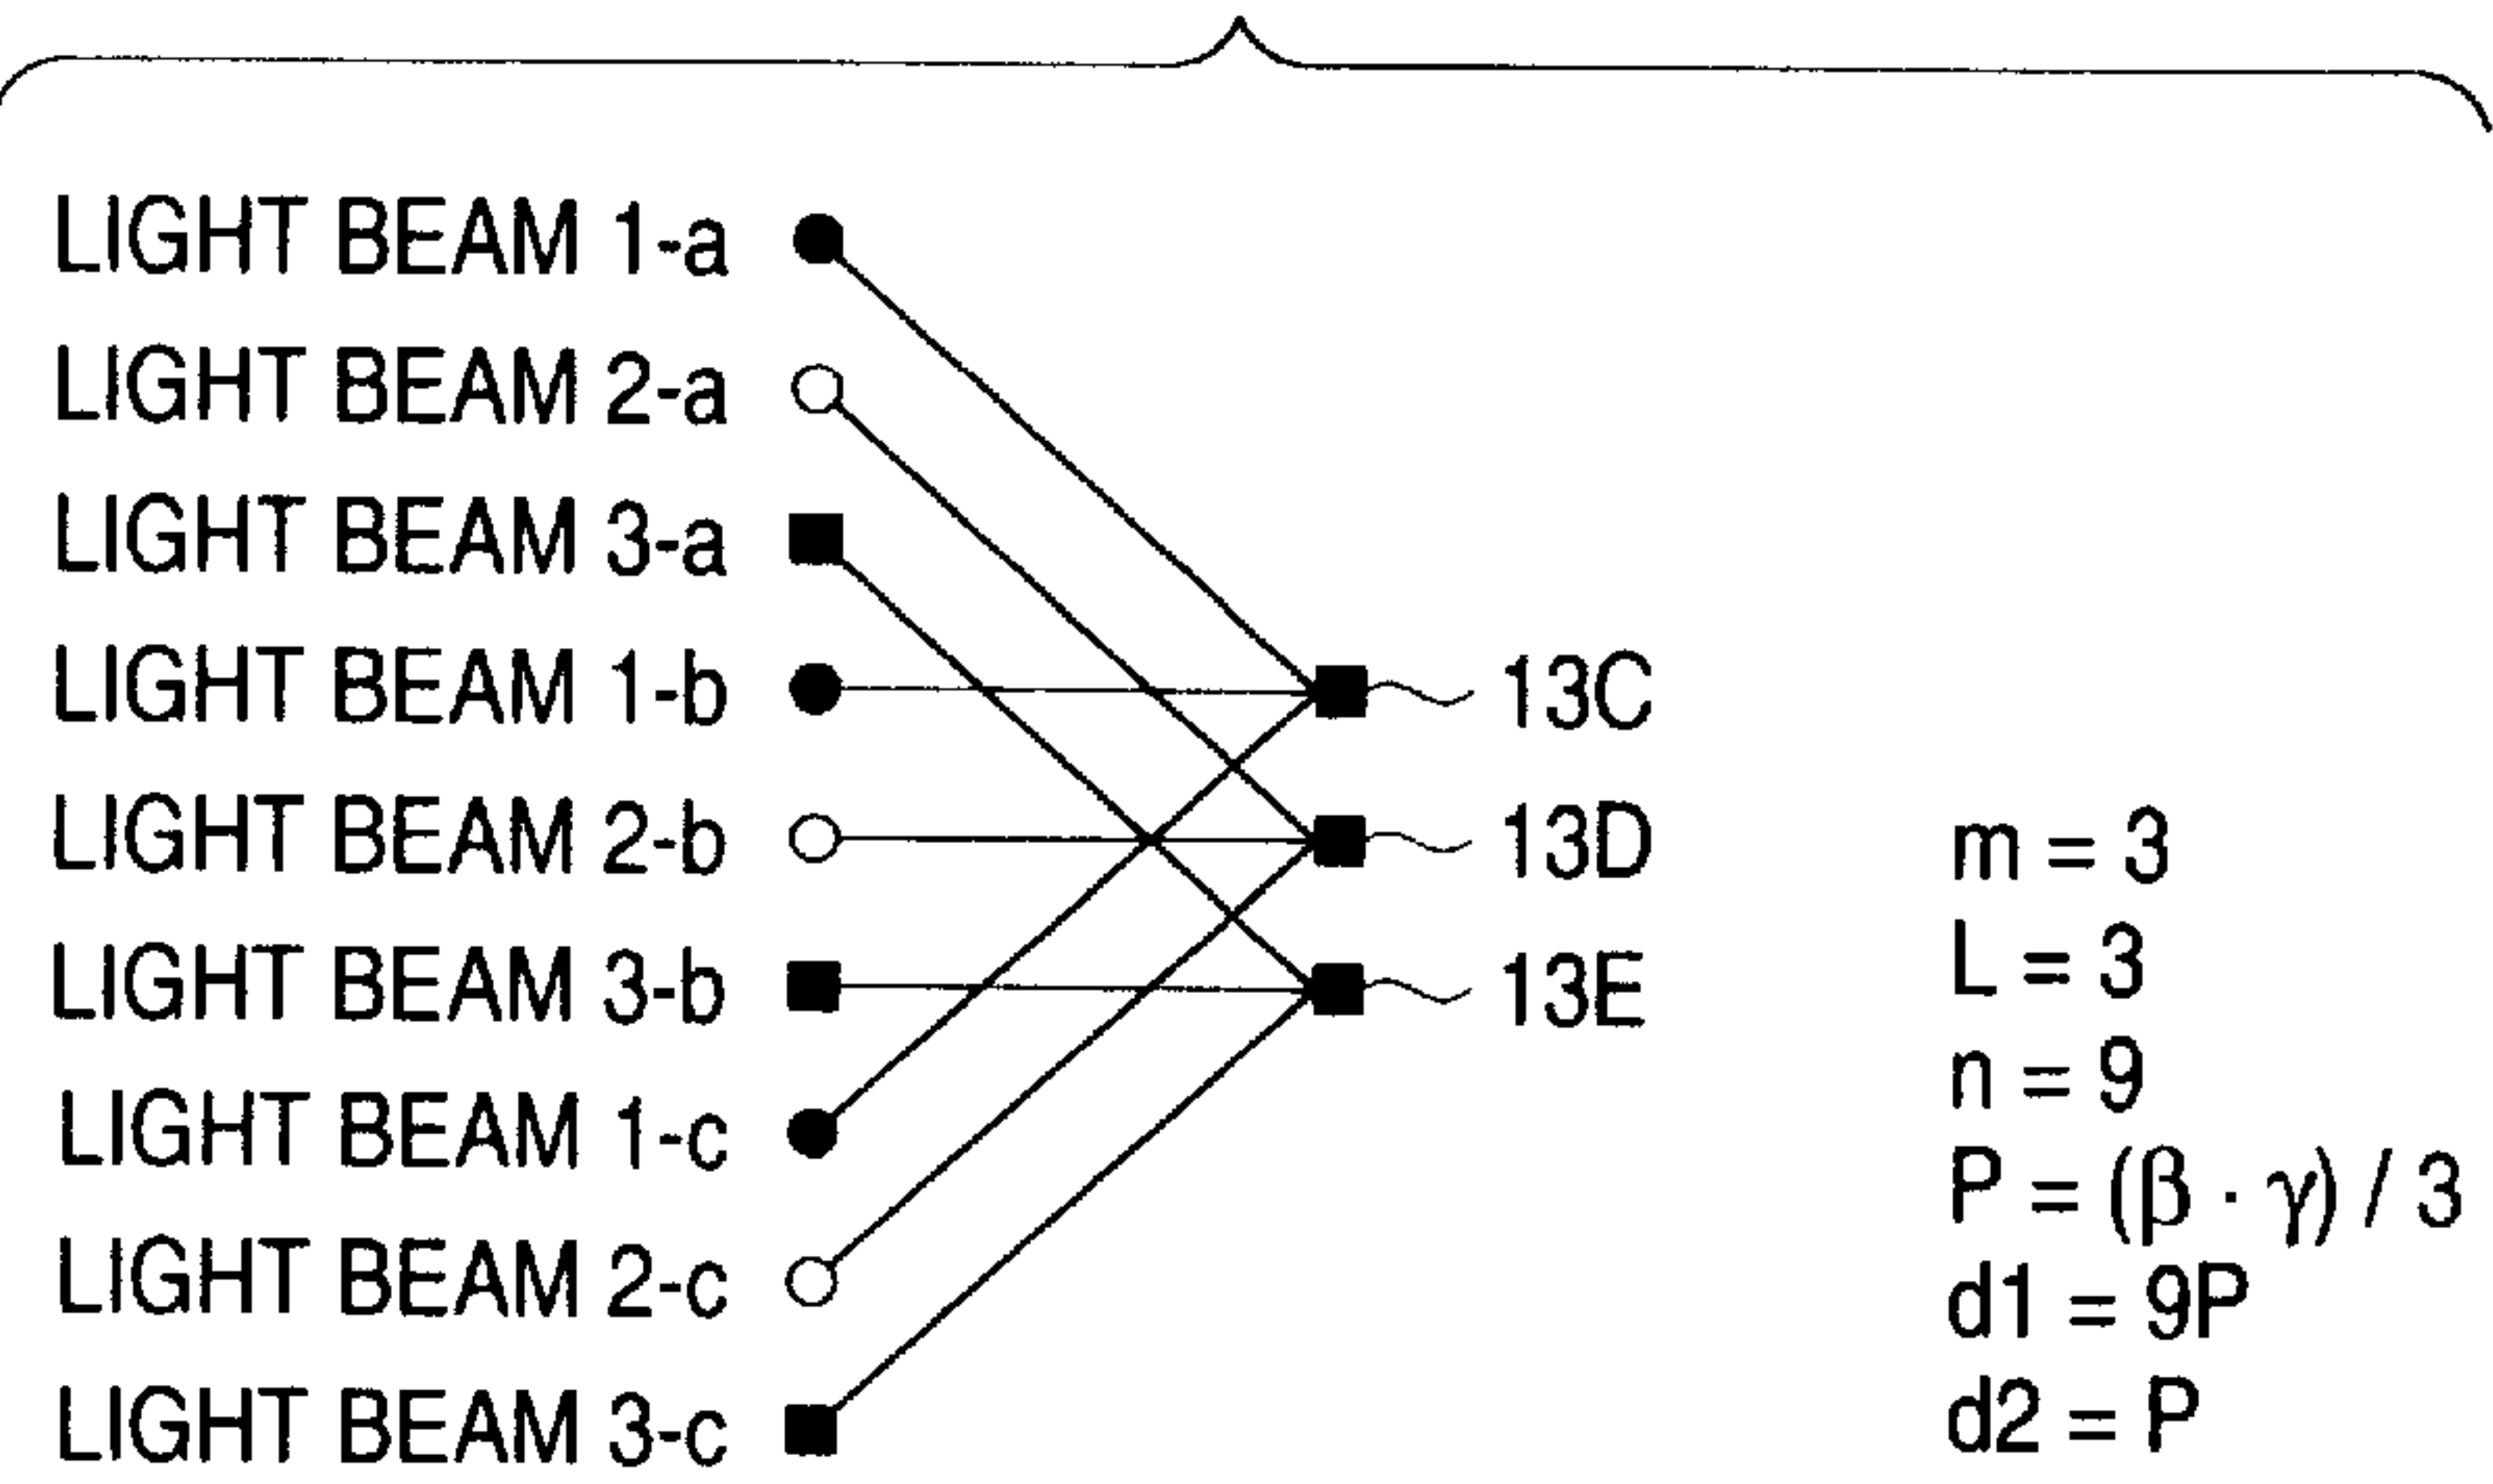 LIGHT BEAM 1-a
LIGHT BEAM 2-a
LIGHT BEAM 3-a
LIGHT BEAM 1-b
LIGHT BEAM 2-b
LIGHT BEAM 3-b
LIGHT BEAM 1-c
LIGHT BEAM 2-c
LIGHT BEAM 3-c
13C
13D
13E
m = 3
L = 3
n = 9
P = (β · γ) / 3
d1 = 9P
d2 = P